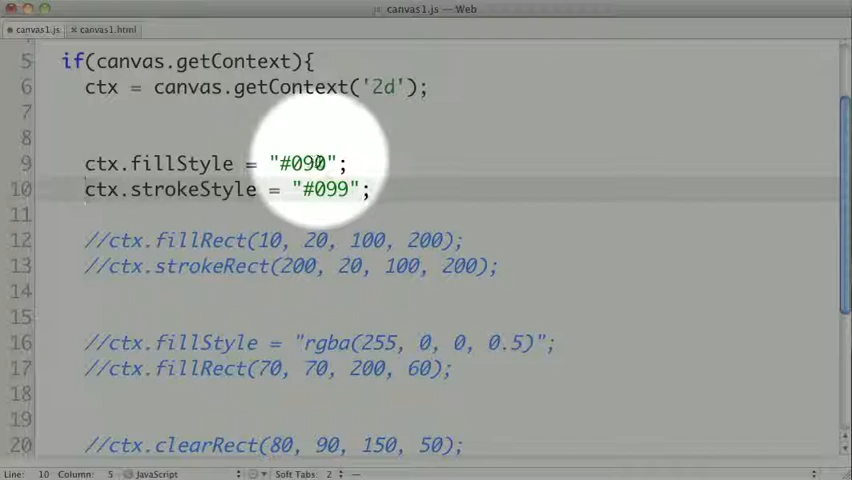 canvas1.js — Web
canvas1.js canvas1.html
5 if(canvas.getContext){
6 ctx = canvas.getContext('2d');
7
8
9 ctx.fillStyle = "#090";
10 ctx.strokeStyle = "#099";
11
12 //ctx.fillRect(10, 20, 100, 200);
13 //ctx.strokeRect(200, 20, 100, 200);
14
15
16 //ctx.fillStyle = "rgba(255, 0, 0, 0.5)";
17 //ctx.fillRect(70, 70, 200, 60);
18
19
20 //ctx.clearRect(80, 90, 150, 50);
Line: 10 Column: 5 JavaScript Soft Tabs: 2 —